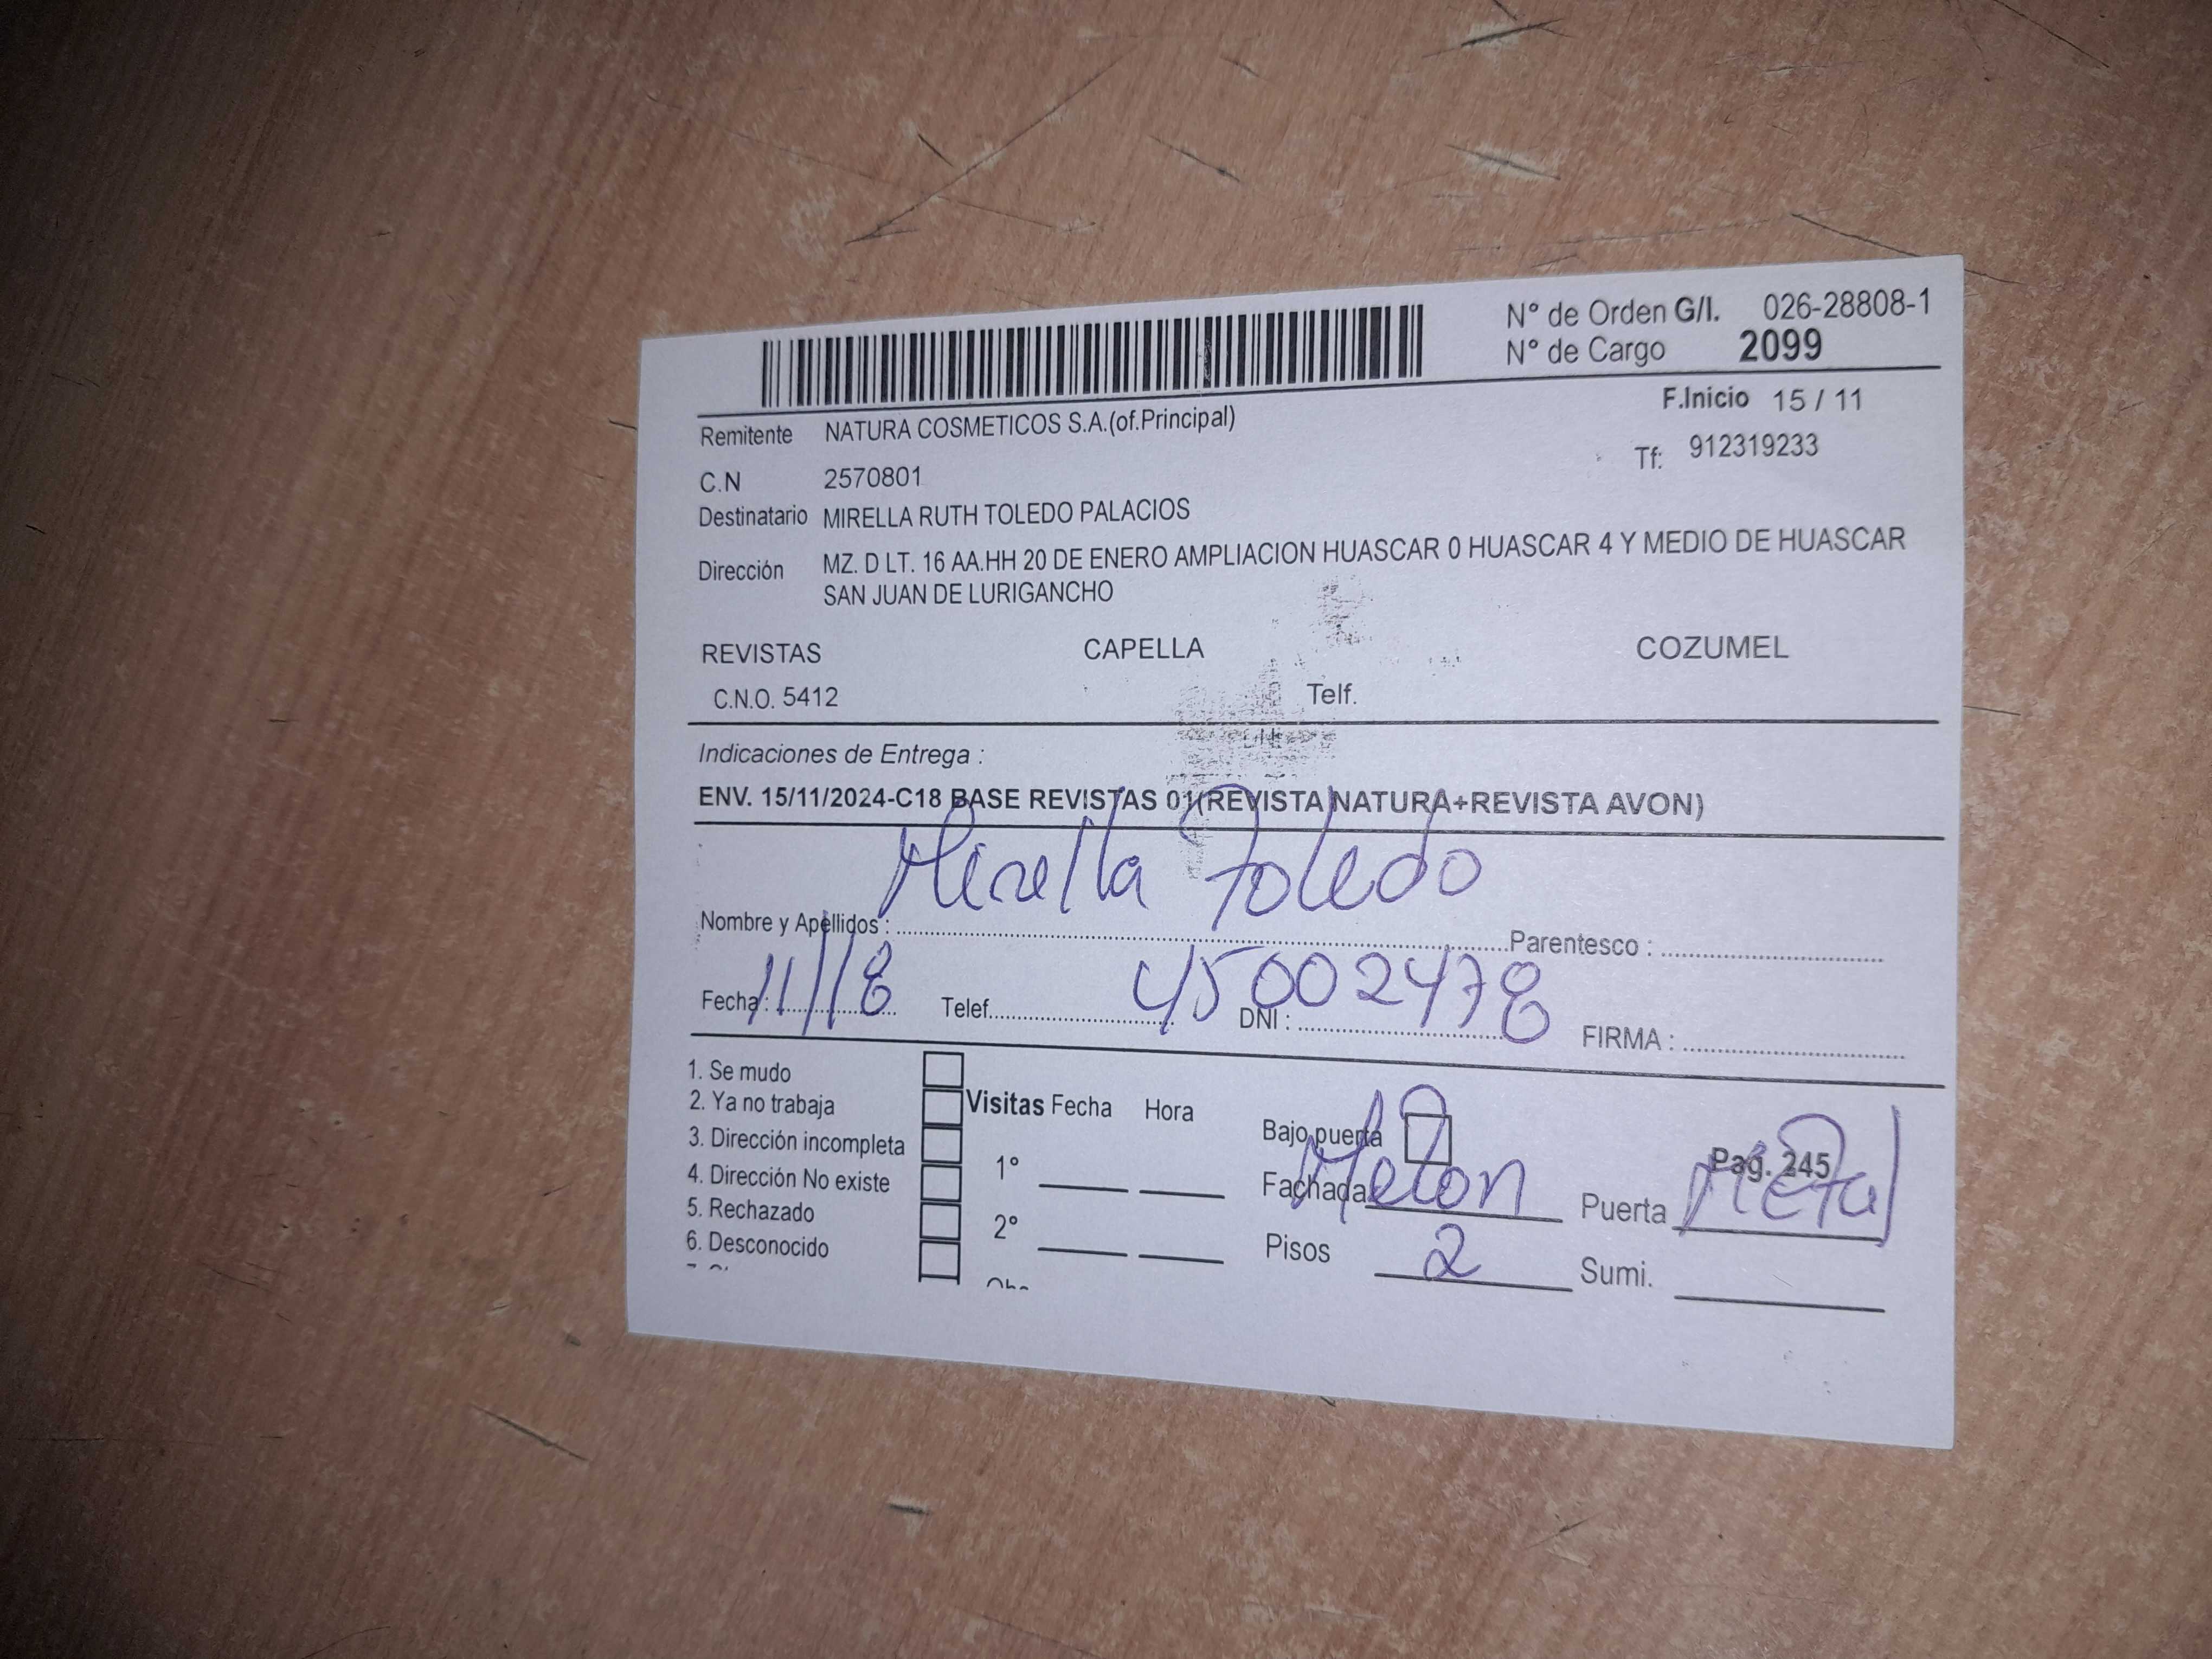 N° de Orden G/I. 026-28808-1
N° de Cargo 2099
F.Inicio 15 / 11
Remitente NATURA COSMETICOS S.A.(of.Principal)
Tf: 912319233
C.N 2570801
Destinatario MIRELLA RUTH TOLEDO PALACIOS
Dirección MZ. D LT. 16 AA.HH 20 DE ENERO AMPLIACION HUASCAR 0 HUASCAR 4 Y MEDIO DE HUASCAR
SAN JUAN DE LURIGANCHO
REVISTAS CAPELLA COZUMEL
C.N.O. 5412 Telf.
Indicaciones de Entrega :
ENV. 15/11/2024-C18 BASE REVISTAS 01(REVISTA NATURA+REVISTA AVON)
Mirella Toledo
Nombre y Apellidos : Parentesco :
Fecha : 11/18 Telef. DNI : 45002478 FIRMA :
1. Se mudo
2. Ya no trabaja Visitas Fecha Hora Bajo puerta
3. Dirección incompleta Pag. 245
4. Dirección No existe 1° Fachada Melon Puerta Metal
5. Rechazado
6. Desconocido 2° Pisos 2 Sumi.